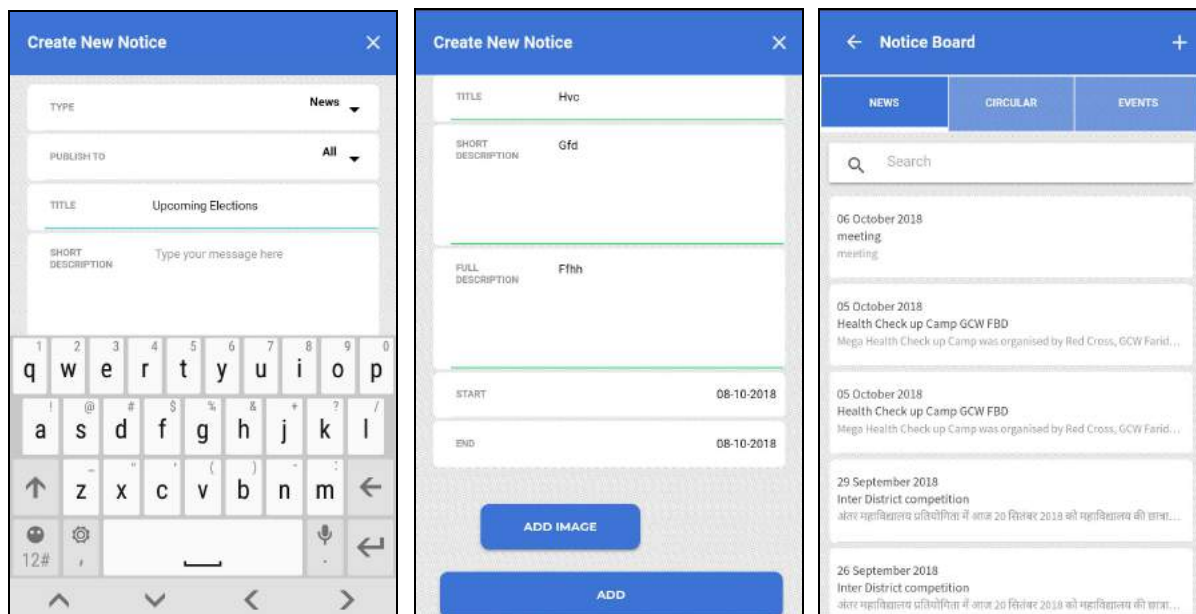 Create New Notice
TYPE
News
PUBLISH TO
All
TITLE
Upcoming Elections
SHORT
DESCRIPTION
Type your message here
1 2 3 4 5 6 7 8 9 0
q w e r t y u i o p
! @ # $ % & + ? /
a s d f g h j k l
z x c v b n m
12# , .
Create New Notice
TITLE
Hvc
SHORT
DESCRIPTION
Gfd
FULL
DESCRIPTION
Ffhh
START
08-10-2018
END
08-10-2018
ADD IMAGE
ADD
Notice Board
NEWS CIRCULAR EVENTS
Search
06 October 2018
meeting
meeting
05 October 2018
Health Check up Camp GCW FBD
Mega Health Check up Camp was organised by Red Cross, GCW Farid...
05 October 2018
Health Check up Camp GCW FBD
Mega Health Check up Camp was organised by Red Cross, GCW Farid...
29 September 2018
Inter District competition
अंतर महाविद्यालय प्रतियोगिता में आज 20 सितंबर 2018 को महाविद्यालय की छात्रा...
26 September 2018
Inter District competition
अंतर महाविद्यालय प्रतियोगिता में आज 20 सितंबर 2018 को महाविद्यालय की छात्रा...